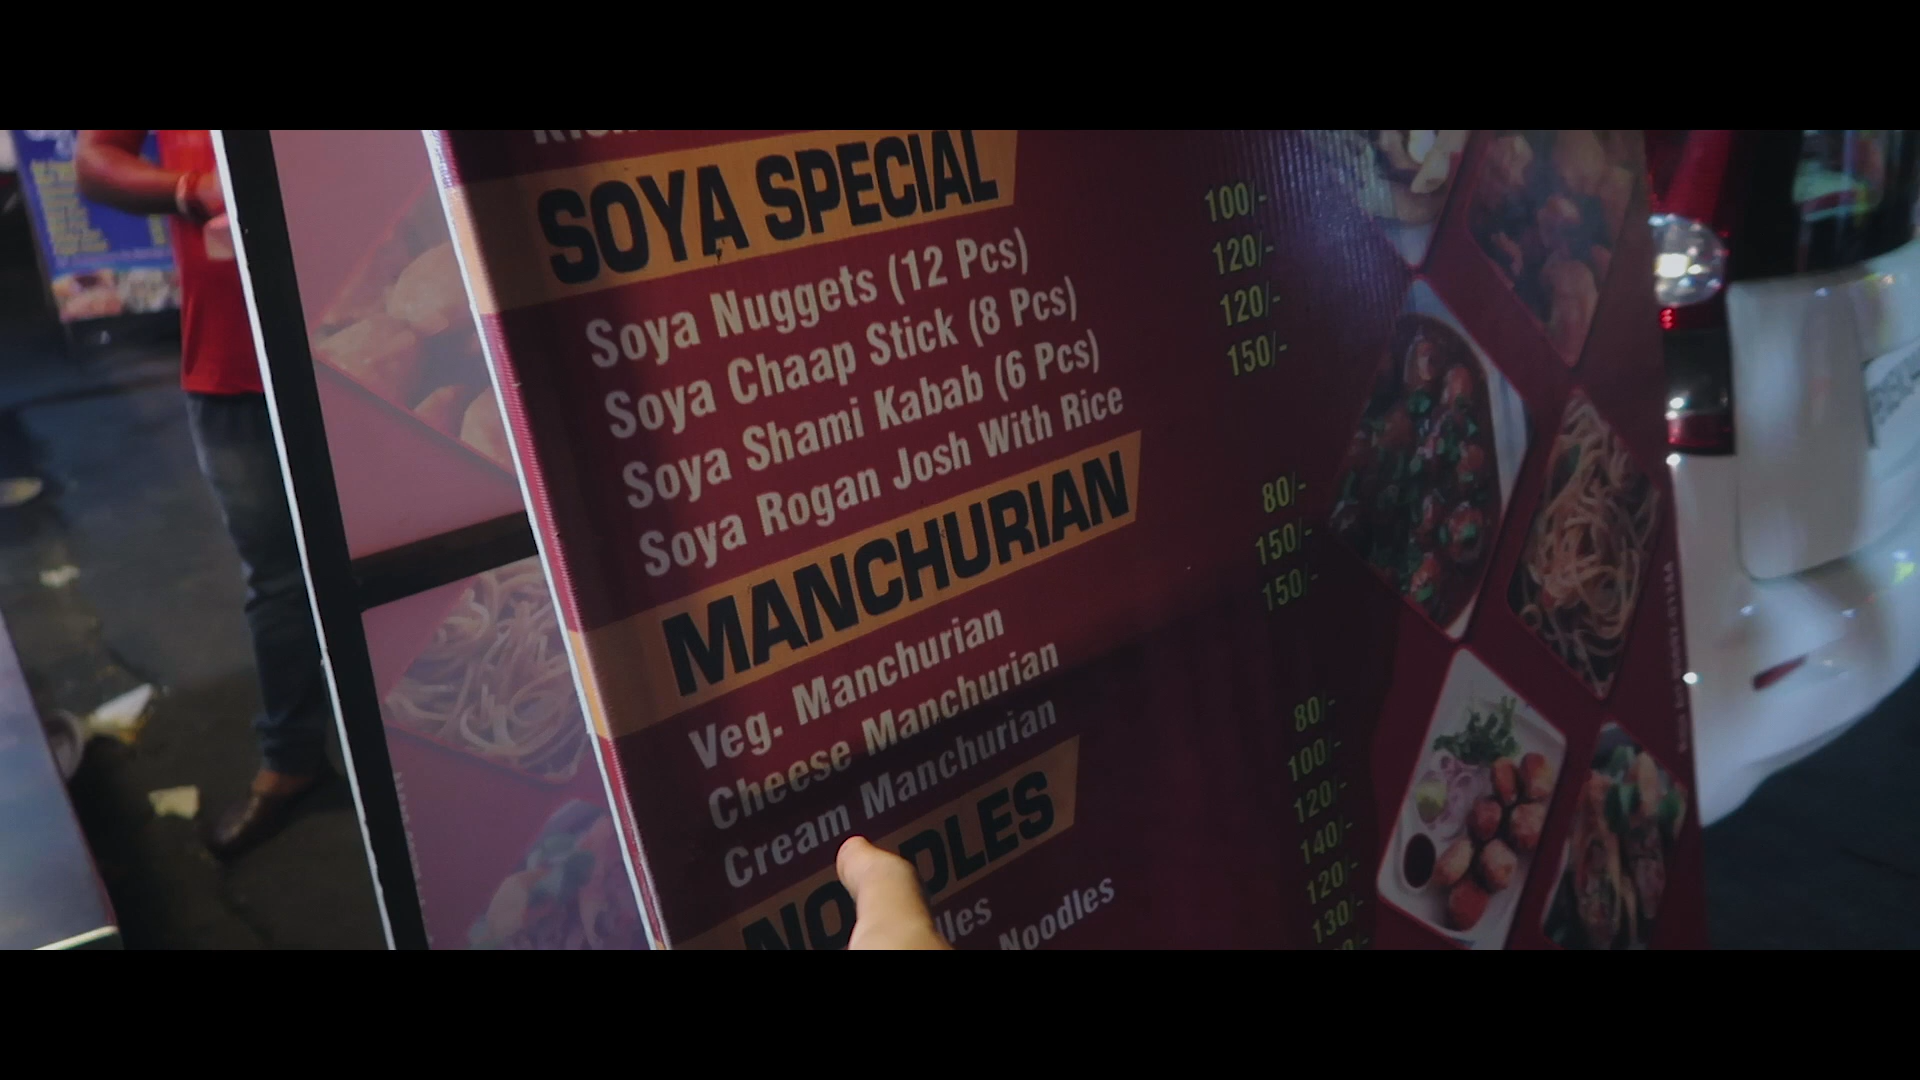 SOYA SPECIAL
Soya Nuggets (12 Pcs) 100/-
Soya Chaap Stick (8 Pcs) 120/-
Soya Shami Kabab (6 Pcs) 120/-
Soya Rogan Josh With Rice 150/-
MANCHURIAN
Veg. Manchurian 80/-
Cheese Manchurian 150/-
Cream Manchurian 150/-
NOODLES
80/-
Noodles 100/-
120/-
140/-
120/-
130/-